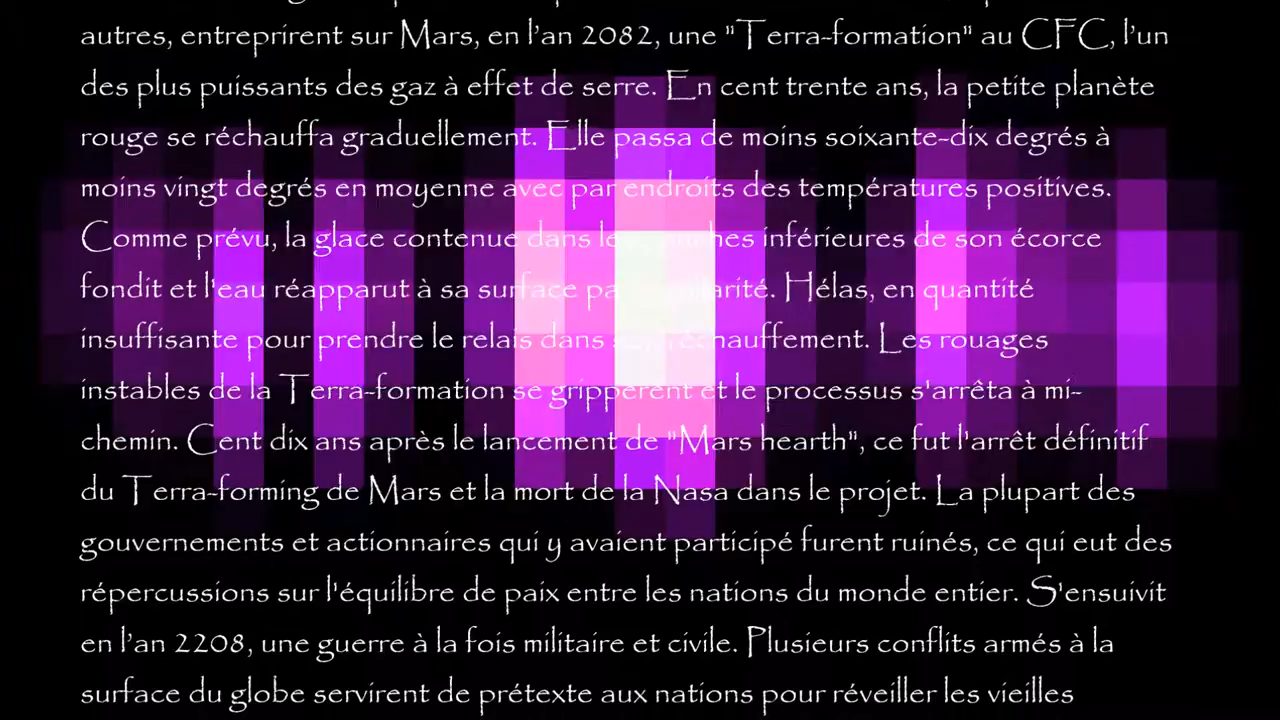 autres, entreprirent sur Mars, en l’an 2082, une "Terra-formation" au CFC, l’un
des plus puissants des gaz à effet de serre. En cent trente ans, la petite planète
rouge se réchauffa graduellement. Elle passa de moins soixante-dix degrés à
moins vingt degrés en moyenne avec par endroits des températures positives.
Comme prévu, la glace contenue dans inférieures de son écorce
fondit et l'eau réapparut à sa surface Hélas, en quantité
insuffisante pour prendre le relais dans réchauffement. Les rouages
instables de la Terra-formation se grippèrent et le processus s'arrêta à mi-
chemin. Cent dix ans après le lancement de "Mars hearth", ce fut l'arrêt définitif
du Terra-forming de Mars et la mort de la Nasa dans le projet. La plupart des
gouvernements et actionnaires qui y avaient participé furent ruinés, ce qui eut des
répercussions sur l'équilibre de paix entre les nations du monde entier. S'ensuivit
en l’an 2208, une guerre à la fois militaire et civile. Plusieurs conflits armés à la
surface du globe servirent de prétexte aux nations pour réveiller les vieilles